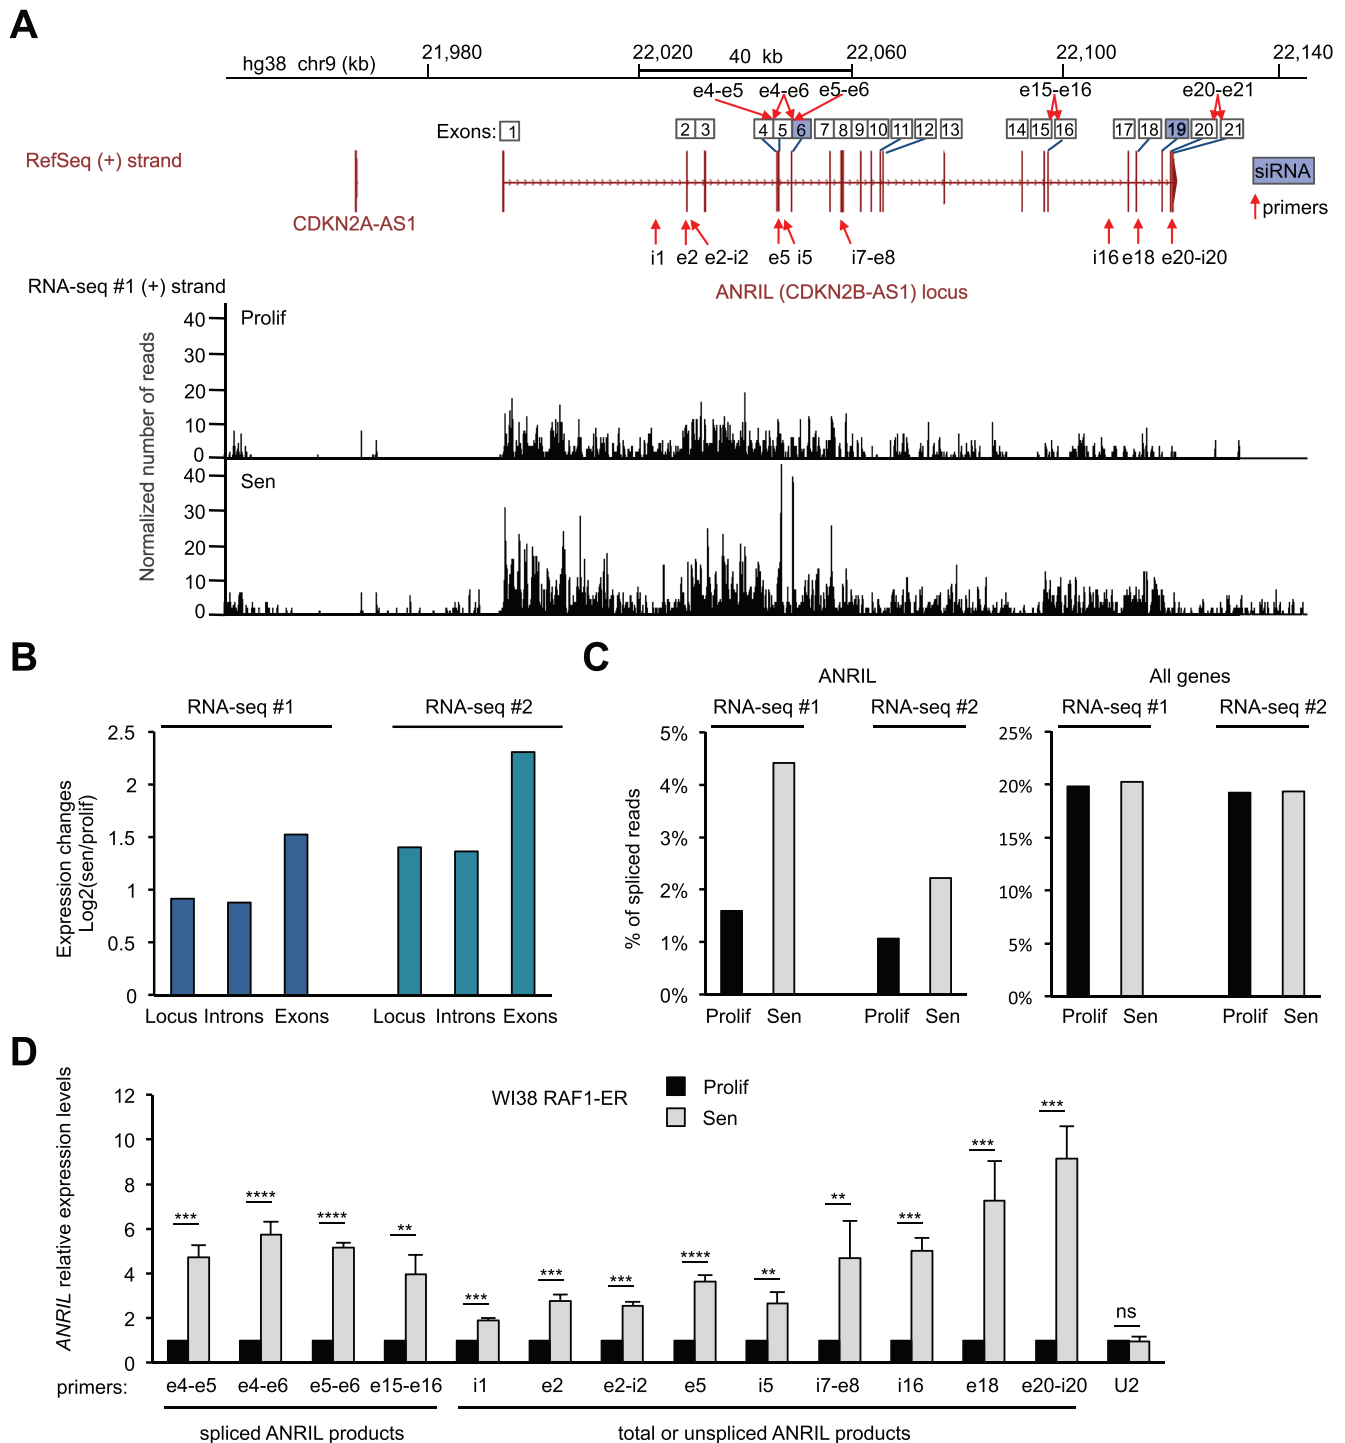 A
hg38 chr9 (kb)
21,980
22,020
40 kb
22,060
22,100
22,140
e4-e5
e4-e6
e5-e6
e15-e16
e20-e21
Exons: 1 2 3 4 5 6 7 8 9 10 11 12 13 14 15 16 17 18 19 20 21
RefSeq (+) strand
siRNA
CDKN2A-AS1
primers
i1 e2 e2-i2 e5 i5 i7-e8 i16 e18 e20-i20
RNA-seq #1 (+) strand
ANRIL (CDKN2B-AS1) locus
Normalized number of reads
Prolif
40
30
20
10
0
Sen
40
30
20
10
0
B
RNA-seq #1
RNA-seq #2
Expression changes
Log2(sen/prolif)
2.5
2
1.5
1
0.5
0
Locus Introns Exons
Locus Introns Exons
C
ANRIL
RNA-seq #1
RNA-seq #2
% of spliced reads
5%
4%
3%
2%
1%
0%
Prolif Sen
Prolif Sen
All genes
RNA-seq #1
RNA-seq #2
25%
20%
15%
10%
5%
0%
Prolif Sen
Prolif Sen
D
ANRIL relative expression levels
WI38 RAF1-ER
Prolif
Sen
12
10
8
6
4
2
0
*** **** **** ** *** *** *** **** ** ** *** *** *** ns
primers: e4-e5 e4-e6 e5-e6 e15-e16 i1 e2 e2-i2 e5 i5 i7-e8 i16 e18 e20-i20 U2
spliced ANRIL products
total or unspliced ANRIL products